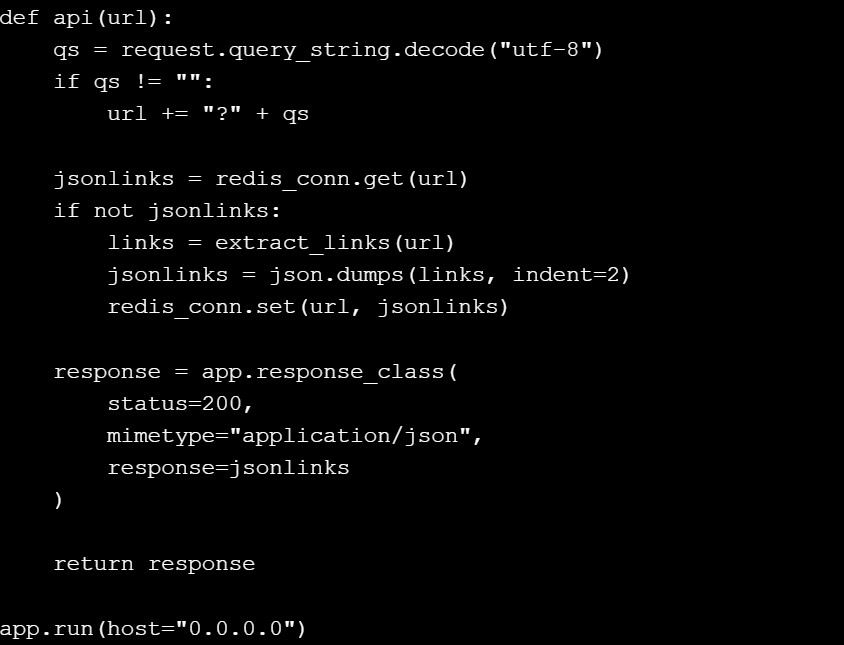 def api(url):
    qs = request.query_string.decode("utf-8")
    if qs != "":
        url += "?" + qs

    jsonlinks = redis_conn.get(url)
    if not jsonlinks:
        links = extract_links(url)
        jsonlinks = json.dumps(links, indent=2)
        redis_conn.set(url, jsonlinks)

    response = app.response_class(
        status=200,
        mimetype="application/json",
        response=jsonlinks
    )

    return response

app.run(host="0.0.0.0")